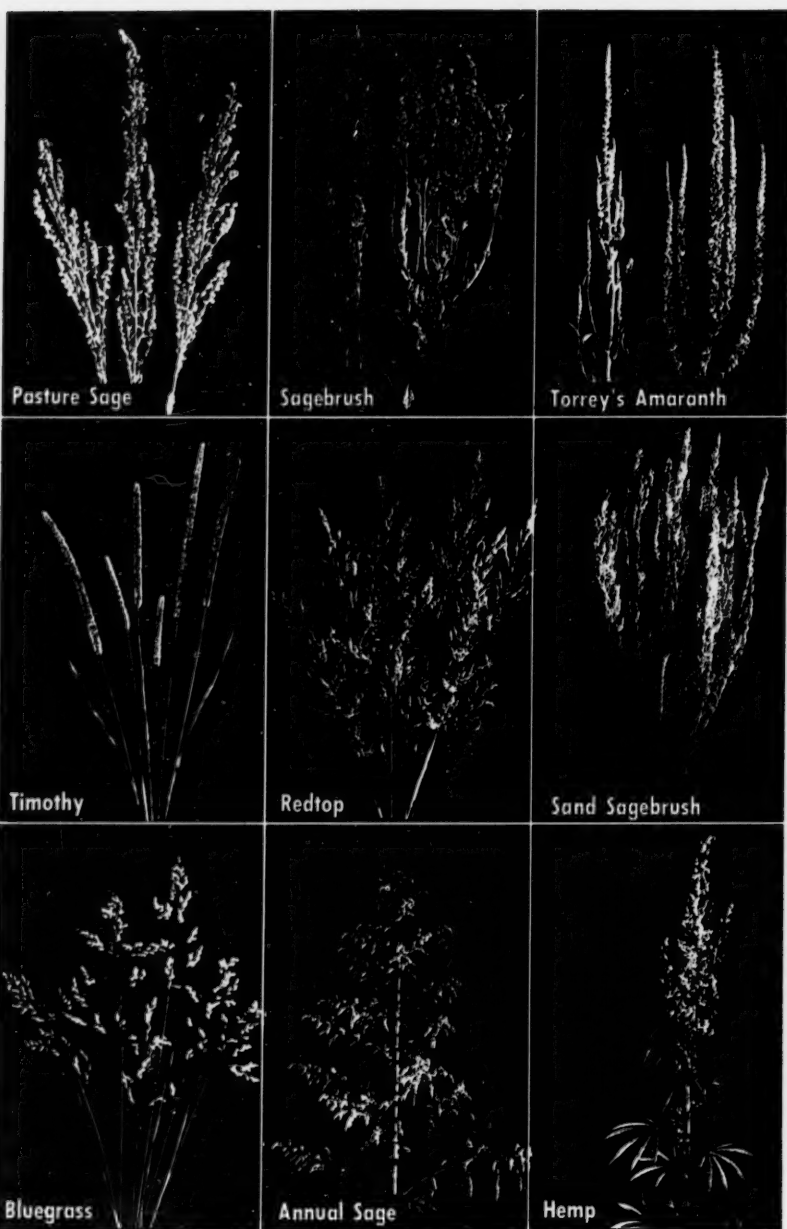 Pasture Sage
Sagebrush
Torrey's Amaranth
Timothy
Redtop
Sand Sagebrush
Bluegrass
Annual Sage
Hemp